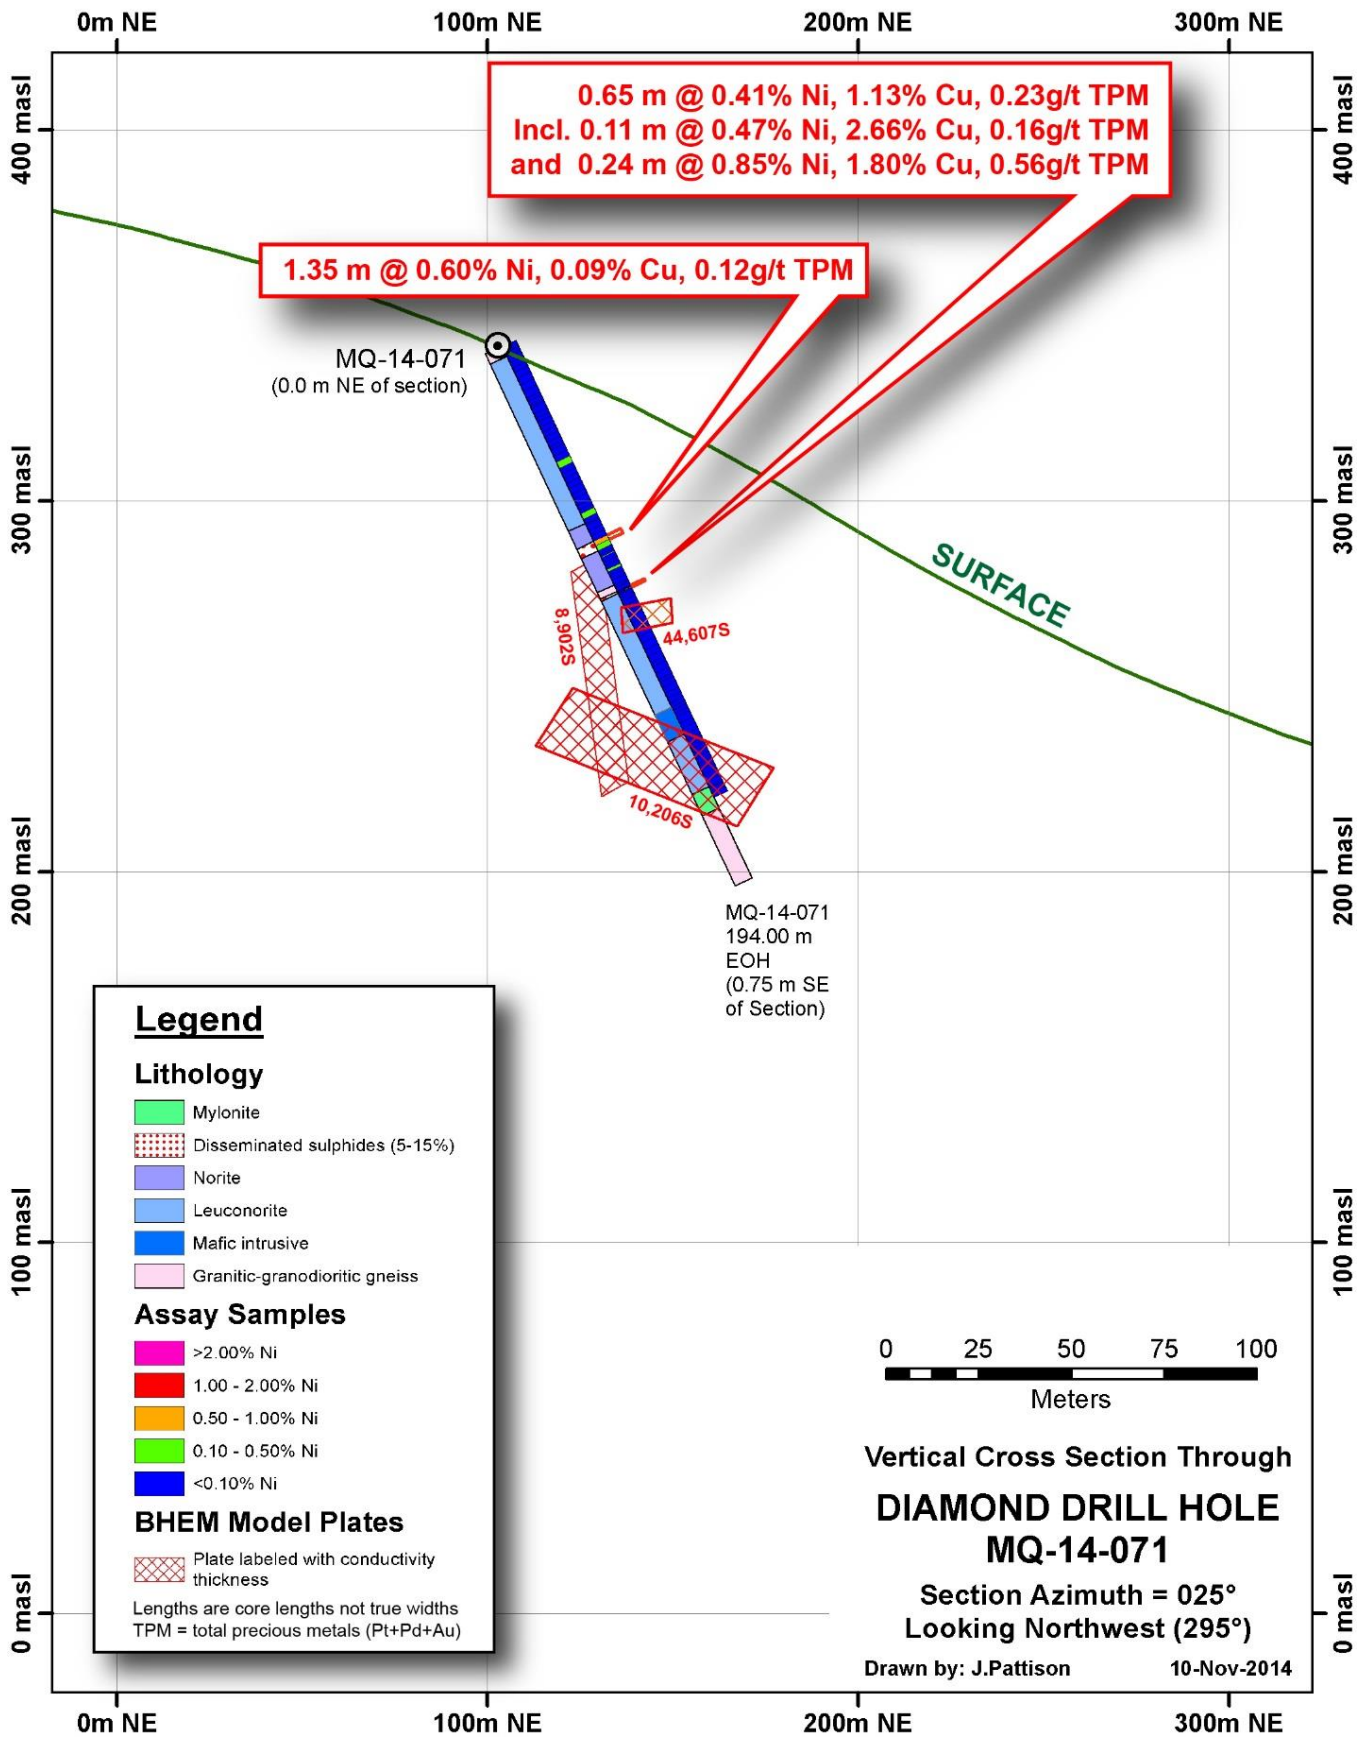 0m NE
100m NE
200m NE
300m NE
400 masl
400 masl
0.65 m @ 0.41% Ni, 1.13% Cu, 0.23g/t TPM
Incl. 0.11 m @ 0.47% Ni, 2.66% Cu, 0.16g/t TPM
and 0.24 m @ 0.85% Ni, 1.80% Cu, 0.56g/t TPM
1.35 m @ 0.60% Ni, 0.09% Cu, 0.12g/t TPM
MQ-14-071
(0.0 m NE of section)
300 masl
300 masl
SURFACE
8,902S
44,607S
10,206S
200 masl
200 masl
MQ-14-071
194.00 m
EOH
(0.75 m SE
of Section)
Legend
Lithology
Mylonite
Disseminated sulphides (5-15%)
Norite
Leuconorite
Mafic intrusive
Granitic-granodioritic gneiss
Assay Samples
>2.00% Ni
1.00 - 2.00% Ni
0.50 - 1.00% Ni
0.10 - 0.50% Ni
<0.10% Ni
BHEM Model Plates
Plate labeled with conductivity
thickness
Lengths are core lengths not true widths
TPM = total precious metals (Pt+Pd+Au)
100 masl
100 masl
0 25 50 75 100
Meters
Vertical Cross Section Through
DIAMOND DRILL HOLE
MQ-14-071
Section Azimuth = 025°
Looking Northwest (295°)
Drawn by: J.Pattison 10-Nov-2014
0 masl
0 masl
0m NE
100m NE
200m NE
300m NE